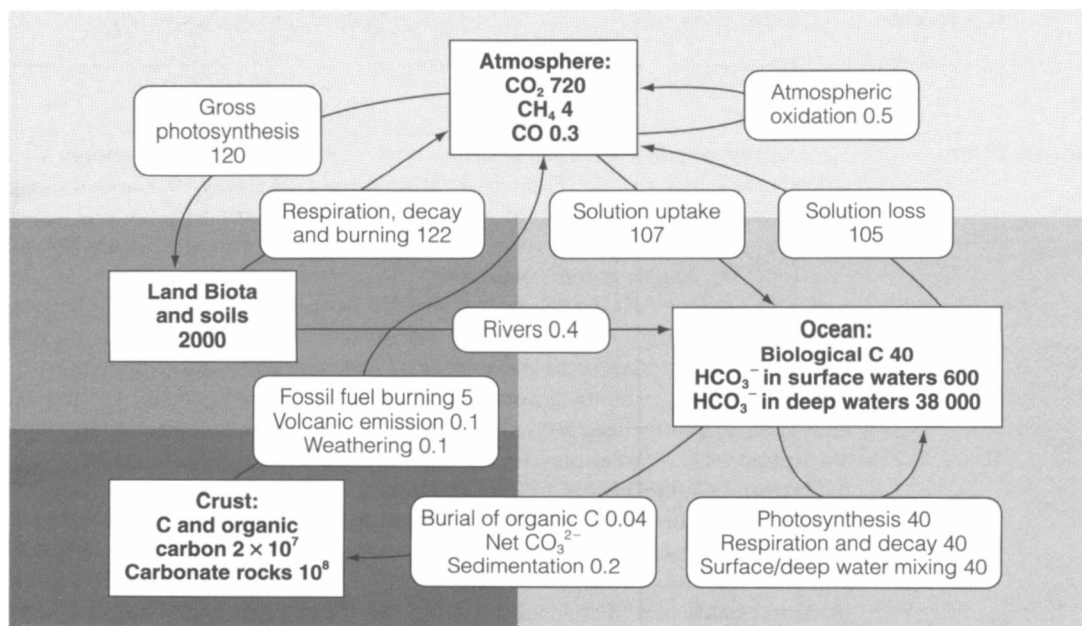 Atmosphere:
CO₂ 720
CH₄ 4
CO 0.3
Gross
photosynthesis
120
Atmospheric
oxidation 0.5
Respiration, decay
and burning 122
Solution uptake
107
Solution loss
105
Land Biota
and soils
2000
Rivers 0.4
Ocean:
Biological C 40
HCO₃⁻ in surface waters 600
HCO₃⁻ in deep waters 38 000
Fossil fuel burning 5
Volcanic emission 0.1
Weathering 0.1
Crust:
C and organic
carbon 2 × 10⁷
Carbonate rocks 10⁸
Burial of organic C 0.04
Net CO₃²⁻
Sedimentation 0.2
Photosynthesis 40
Respiration and decay 40
Surface/deep water mixing 40